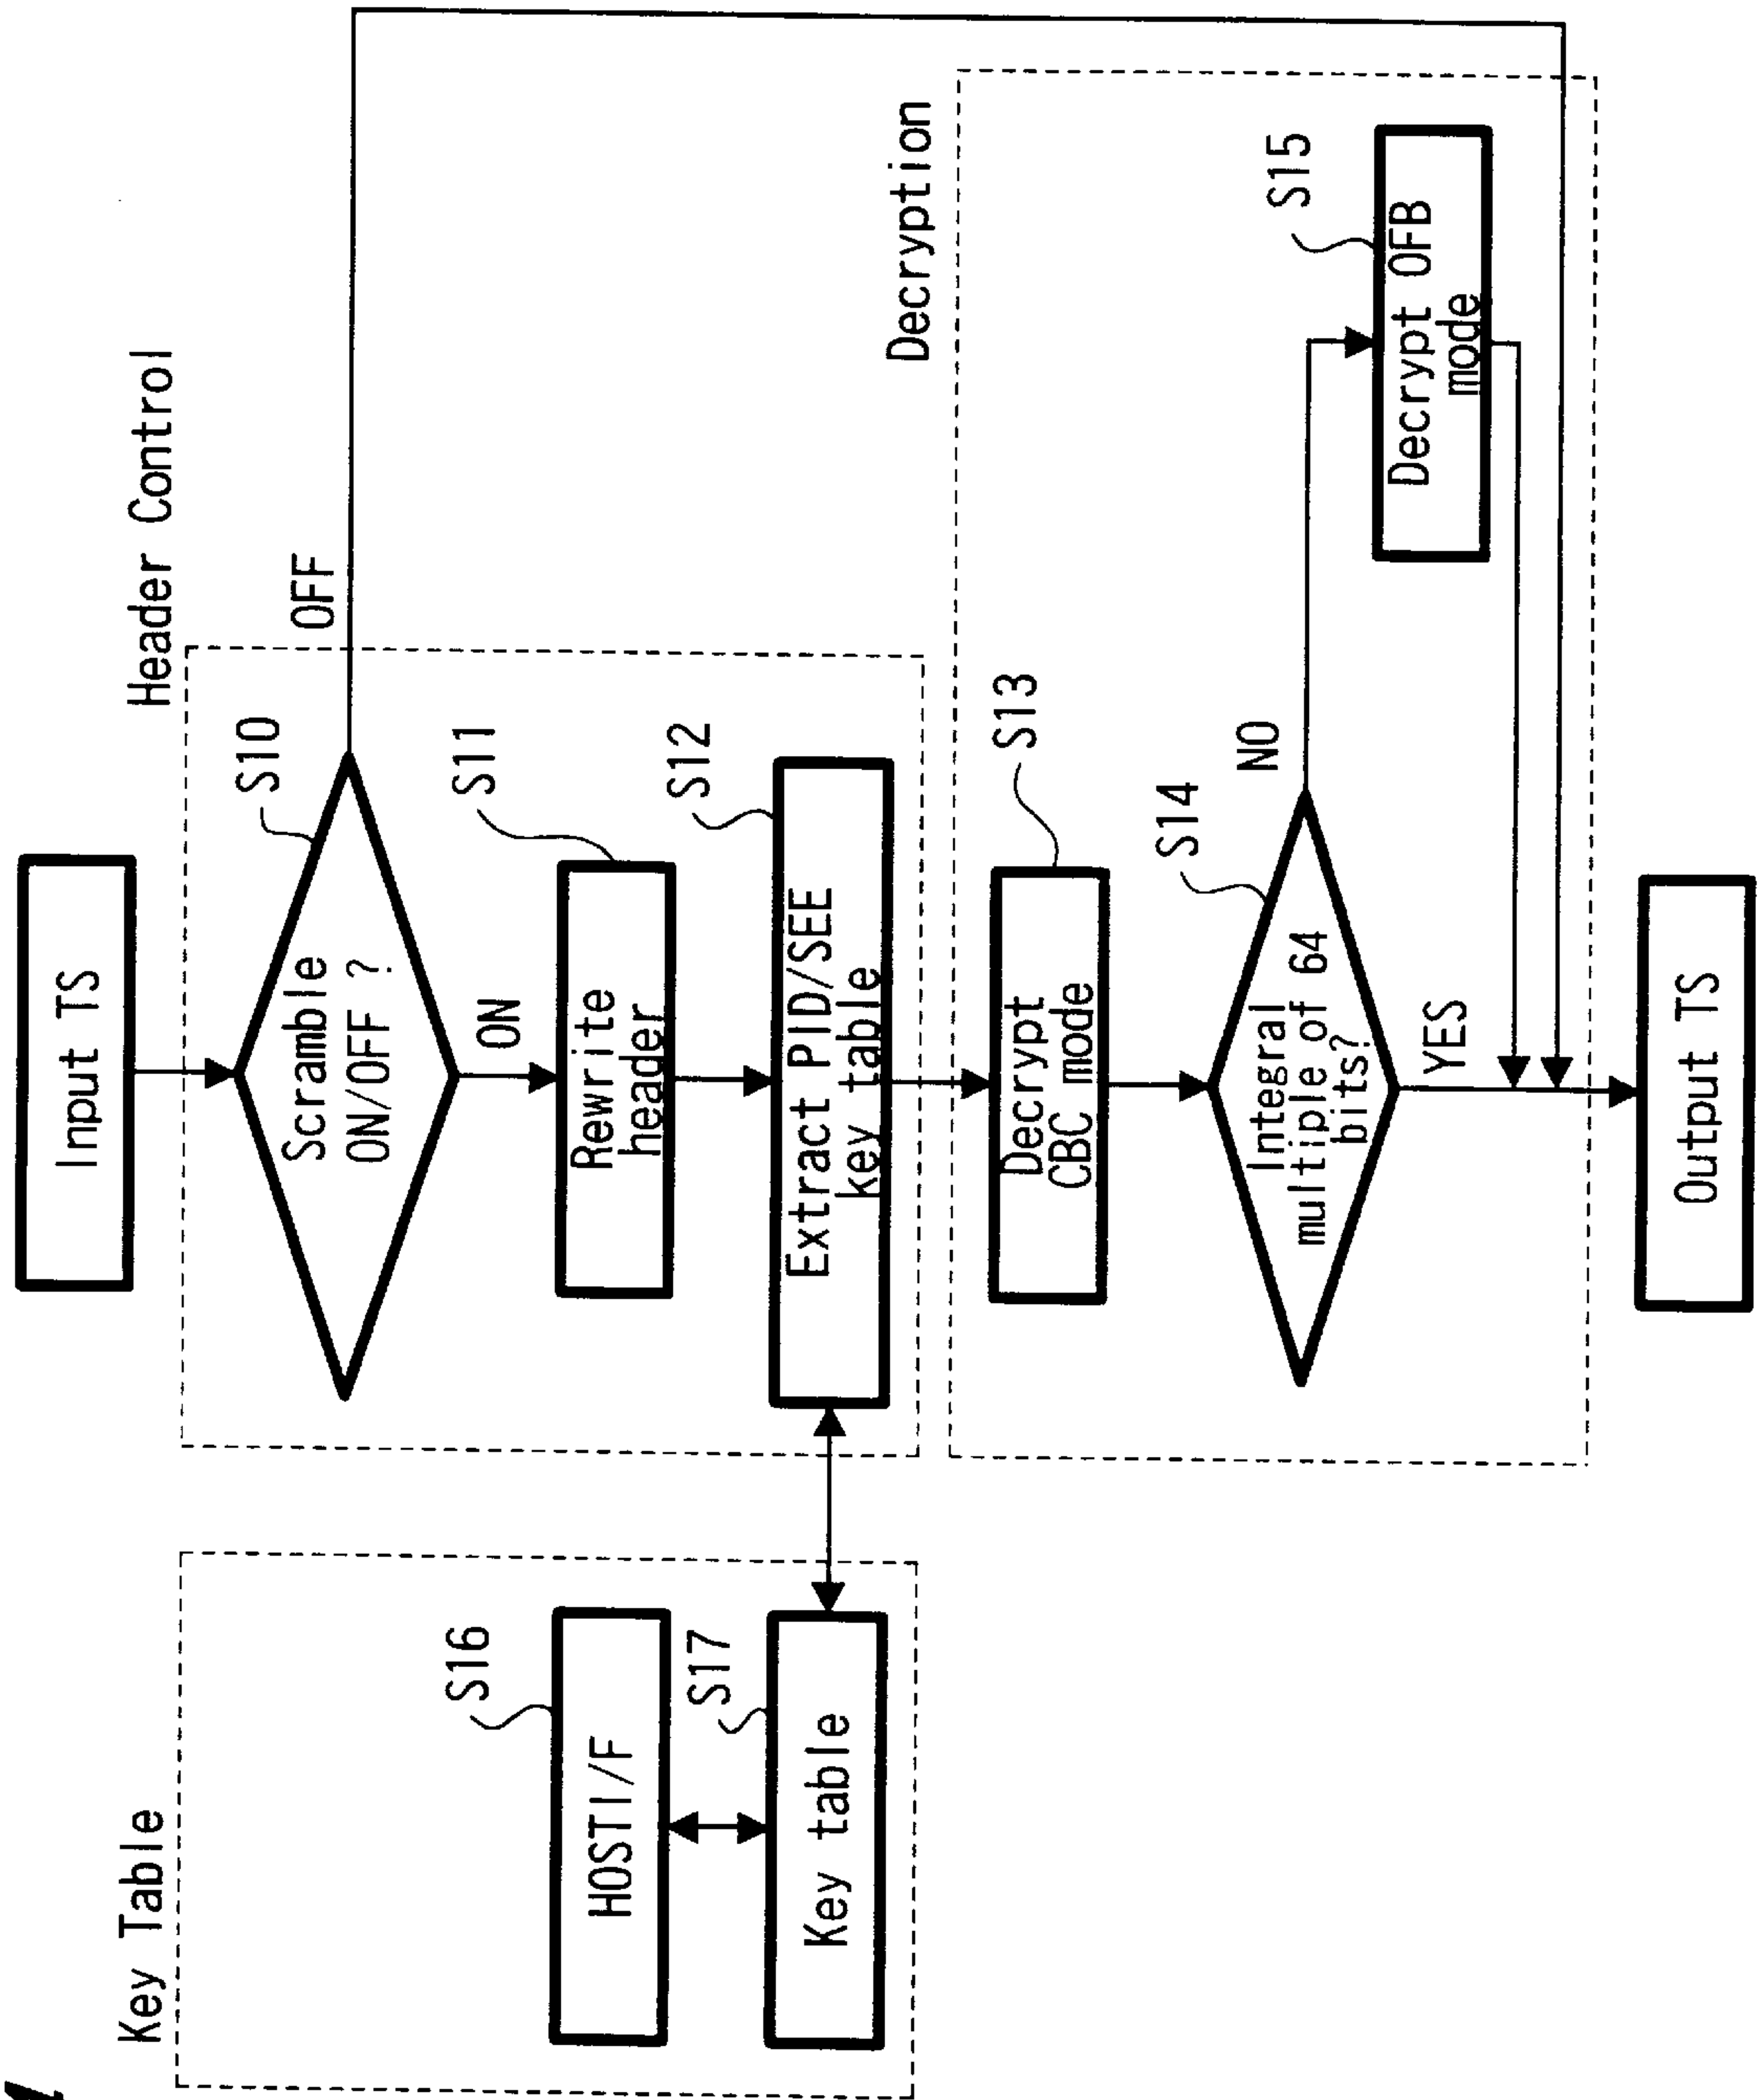 Key Table
Header Control
Decryption
Input TS
S10
Scramble
ON/OFF ?
OFF
ON
S11
Rewrite
header
S12
Extract PID/SEE
key table
S16
HOSTI/F
S17
Key table
S13
Decrypt
CBC mode
S14
Integral
multiple of 64
bits?
NO
YES
S15
Decrypt OFB
mode
Output TS